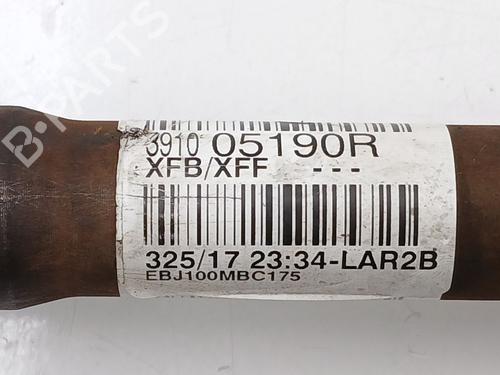 3910 05190R
XFB/XFF ---
325/17 23:34-LAR2B
EBJ100MBC175
B-PARTS